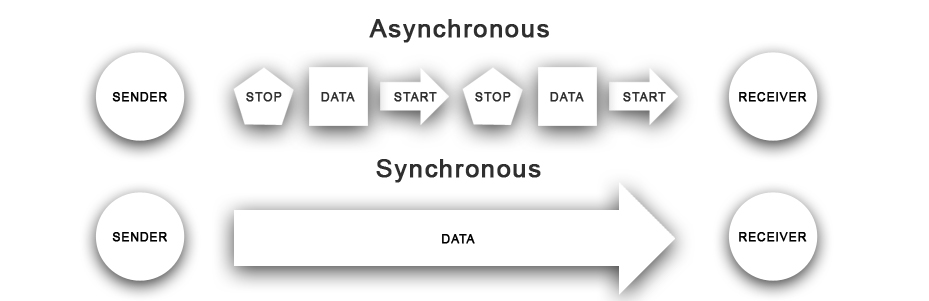 Asynchronous
SENDER STOP DATA START STOP DATA START RECEIVER
Synchronous
SENDER DATA RECEIVER